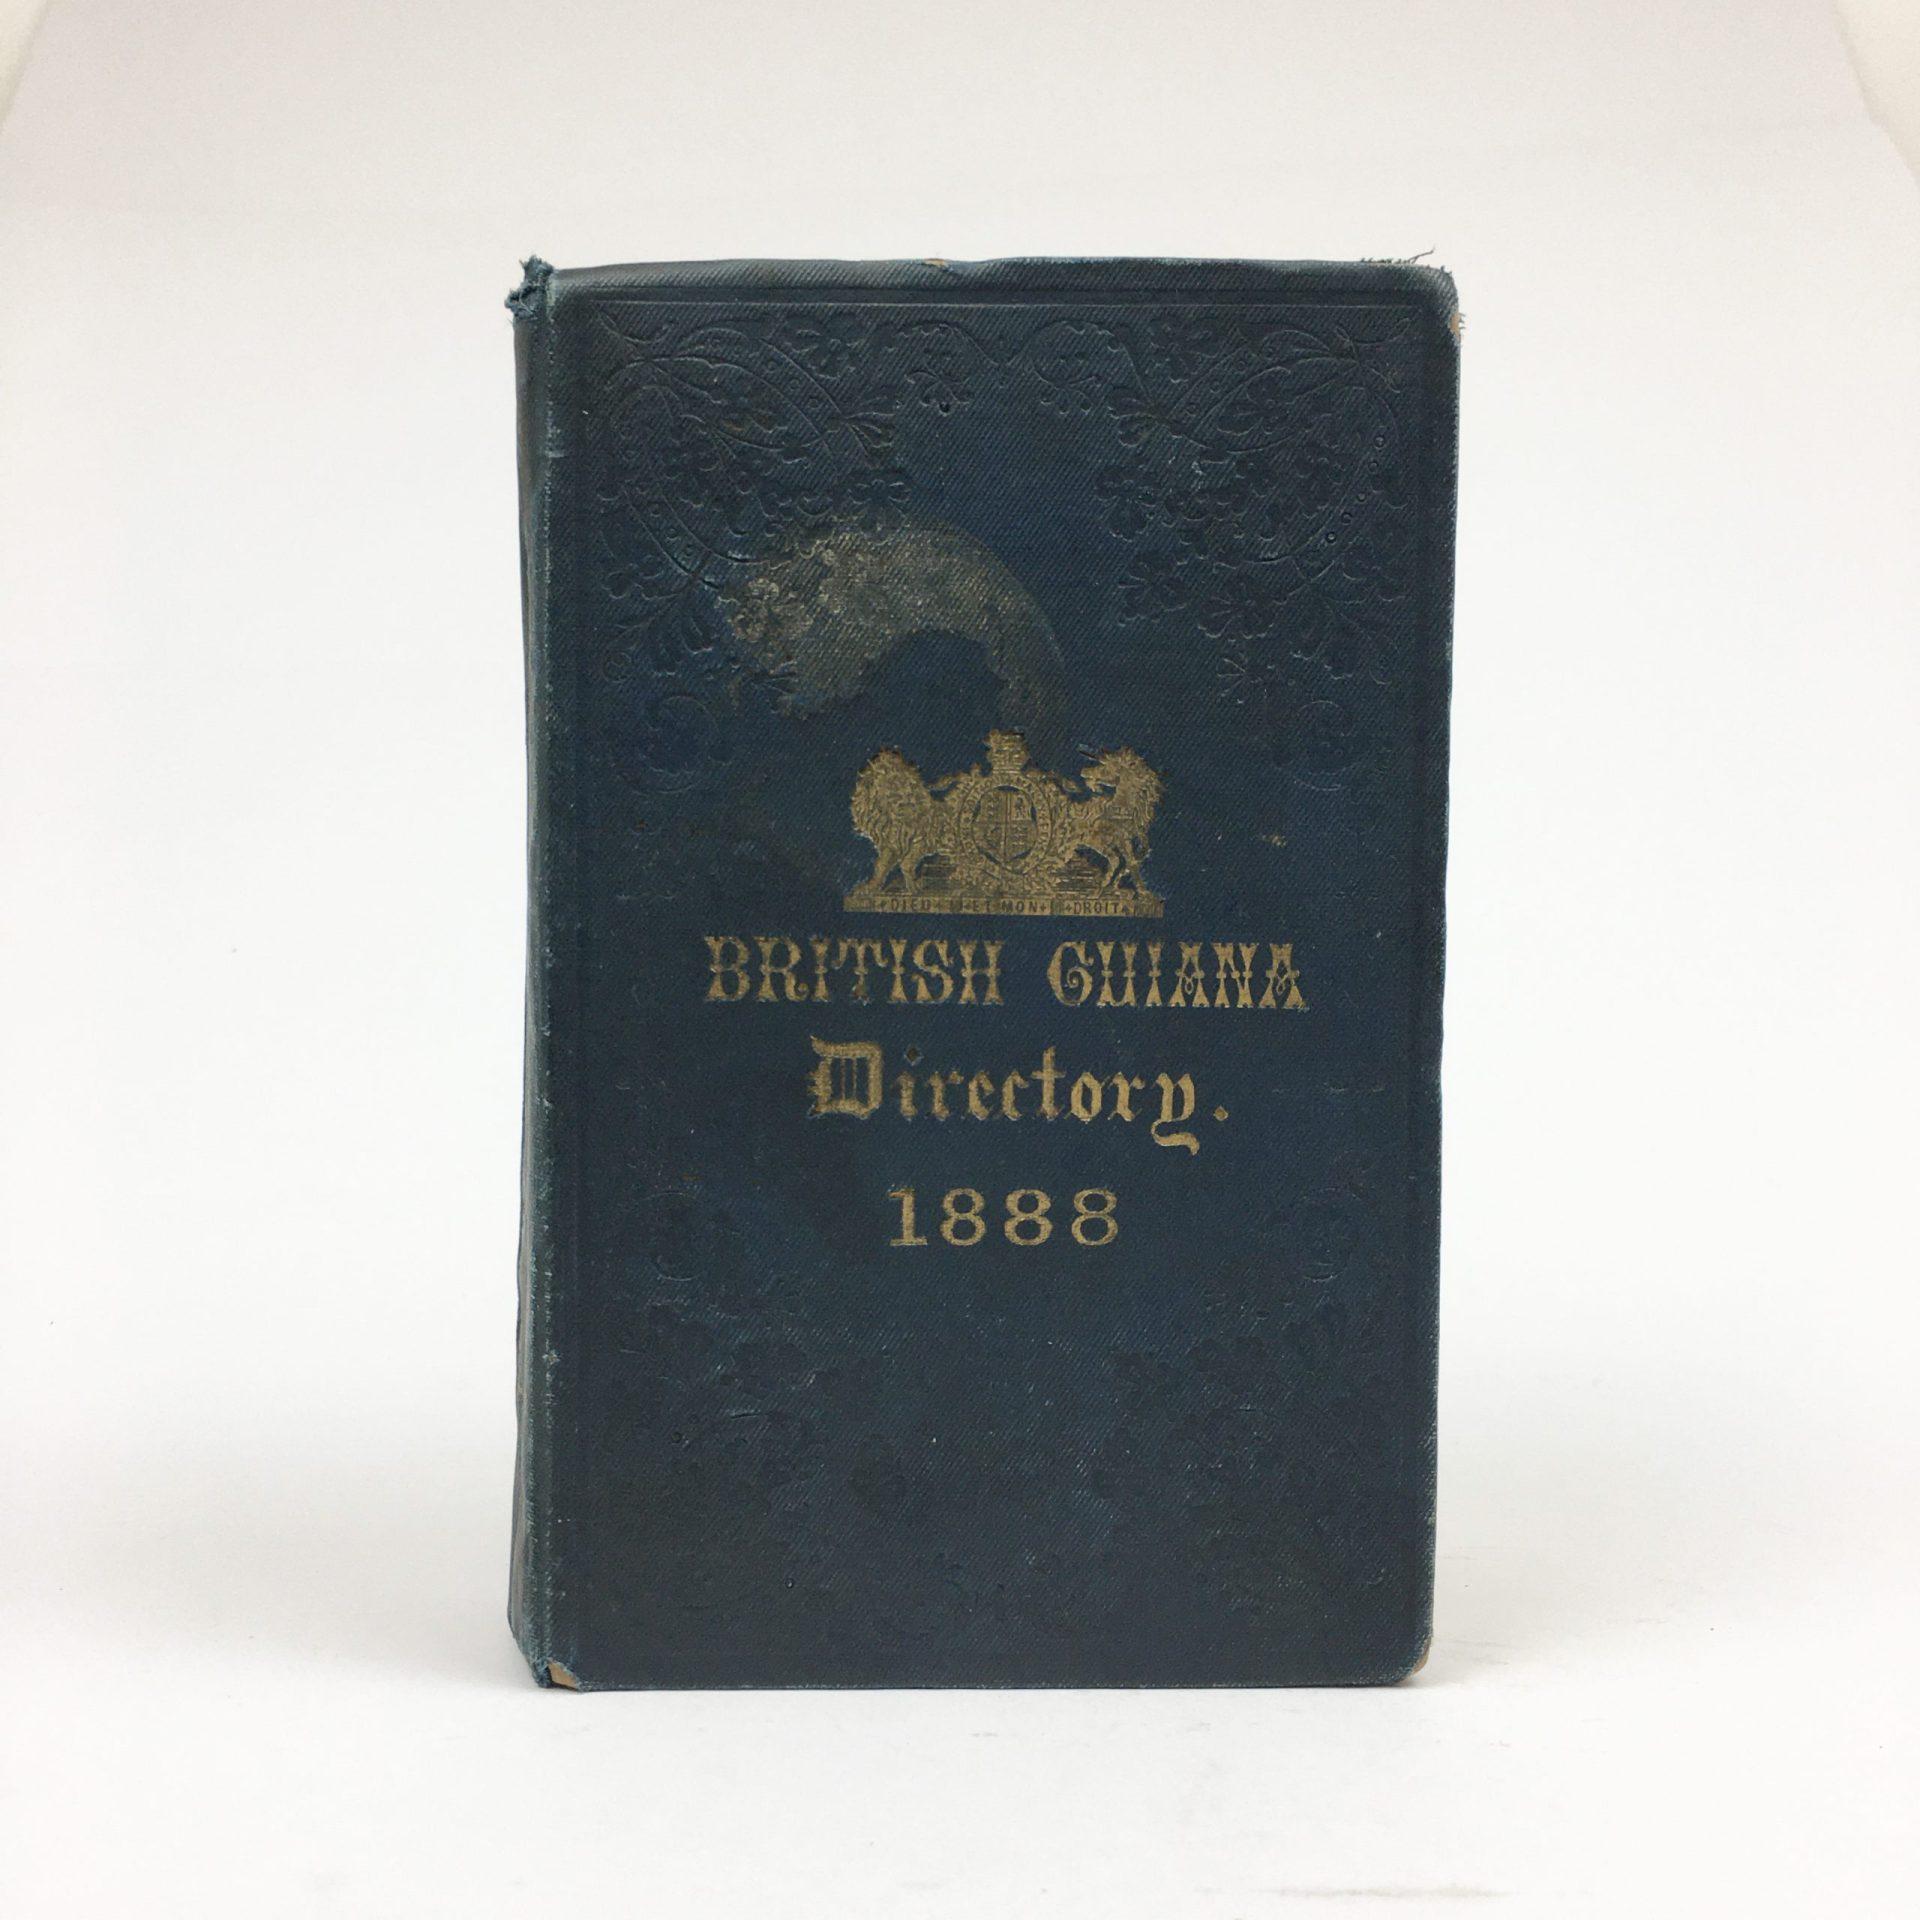 DIEU ET MON DROIT
BRITISH GUIANA
Directory.
1888